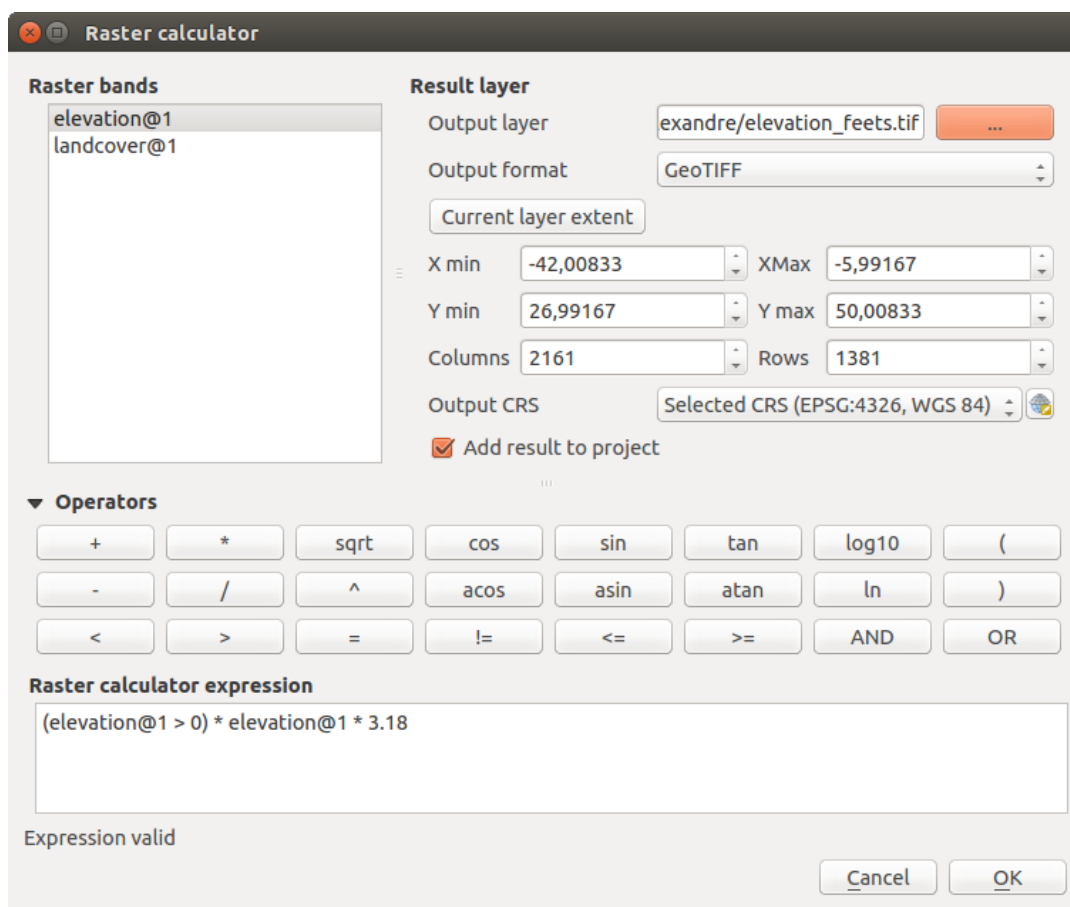 Raster calculator
Raster bands
elevation@1
landcover@1
Result layer
Output layer exandre/elevation_feets.tif ...
Output format GeoTIFF
Current layer extent
X min -42,00833 XMax -5,99167
Y min 26,99167 Y max 50,00833
Columns 2161 Rows 1381
Output CRS Selected CRS (EPSG:4326, WGS 84)
Add result to project
Operators
+ * sqrt cos sin tan log10 (
- / ^ acos asin atan ln )
< > = != <= >= AND OR
Raster calculator expression
(elevation@1 > 0) * elevation@1 * 3.18
Expression valid
Cancel OK